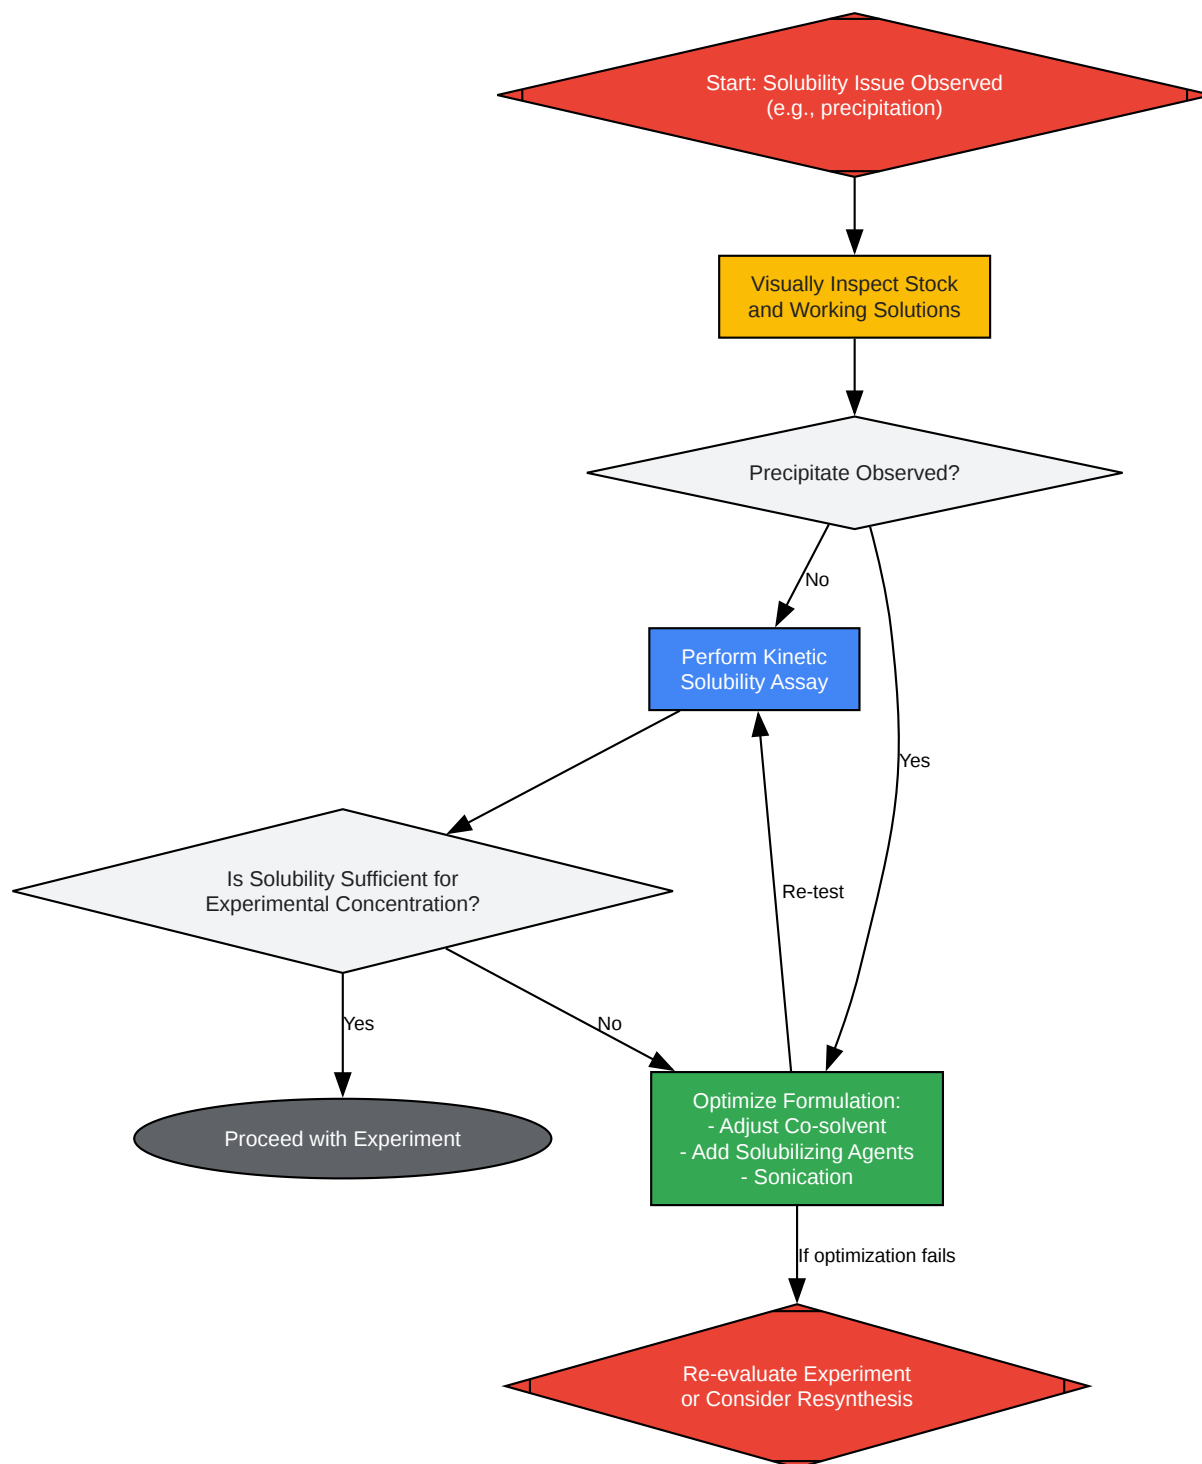 Start: Solubility Issue Observed
(e.g., precipitation)
Visually Inspect Stock
and Working Solutions
Precipitate Observed?
No
Perform Kinetic
Solubility Assay
Yes
Is Solubility Sufficient for
Experimental Concentration?
Re-test
Yes
No
Optimize Formulation:
- Adjust Co-solvent
- Add Solubilizing Agents
- Sonication
Proceed with Experiment
If optimization fails
Re-evaluate Experiment
or Consider Resynthesis